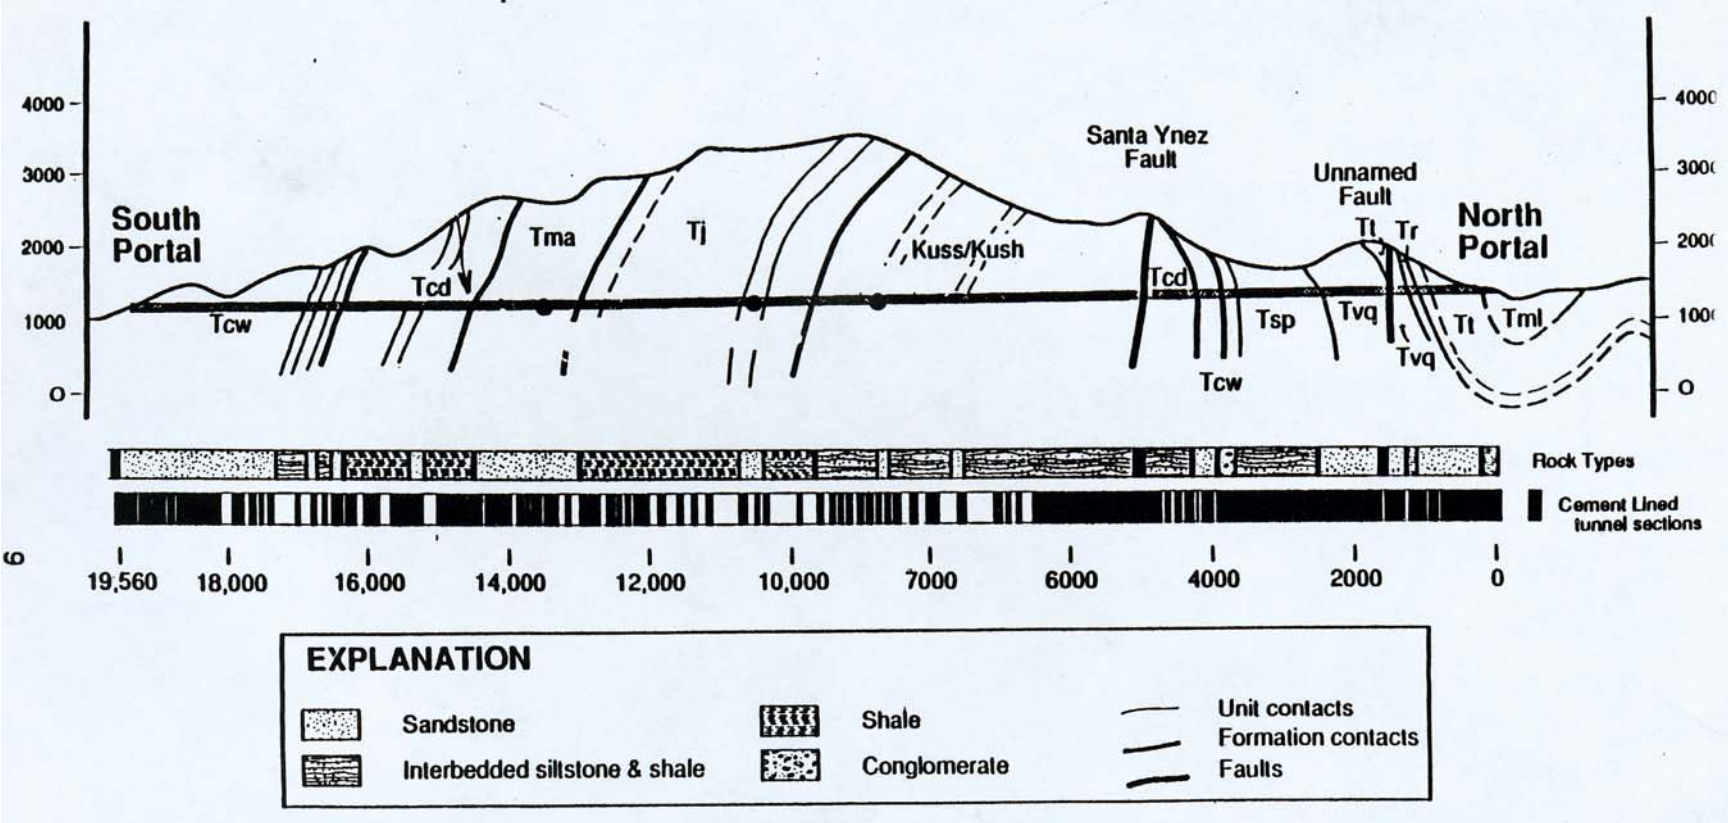 4000
3000
2000
1000
O
4000
3000
2000
1000
O
South
Portal
Tcw
Tcd
Tma
Tj
Kuss/Kush
Santa Ynez
Fault
Tcd
Tcw
Tsp
Unnamed
Fault
Tt
Tr
Tvq
Tvq
Tt
Tml
North
Portal
Rock Types
Cement Lined
tunnel sections
9
19,560 18,000 16,000 14,000 12,000 10,000 7000 6000 4000 2000 0
EXPLANATION
Sandstone
Interbedded siltstone & shale
Shale
Conglomerate
Unit contacts
Formation contacts
Faults